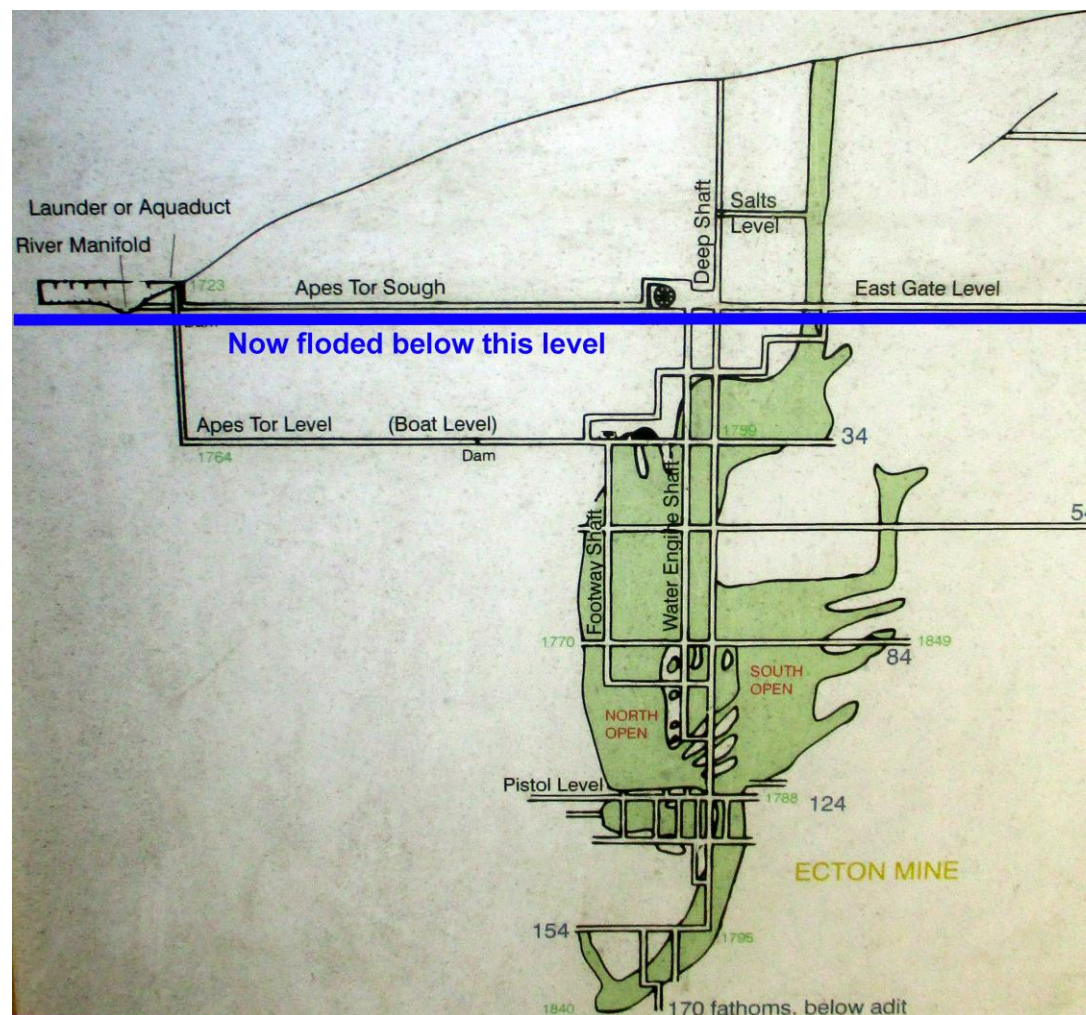 Launder or Aquaduct
River Manifold
1723
Deep Shaft
Salts
Level
Apes Tor Sough
East Gate Level
Now floded below this level
Apes Tor Level
(Boat Level)
1764
Dam
1759
34
Footway Shaft
Water Engine Shaft
54
1770
1849
84
SOUTH
OPEN
NORTH
OPEN
Pistol Level
1788
124
ECTON MINE
154
1795
1840
170 fathoms, below adit